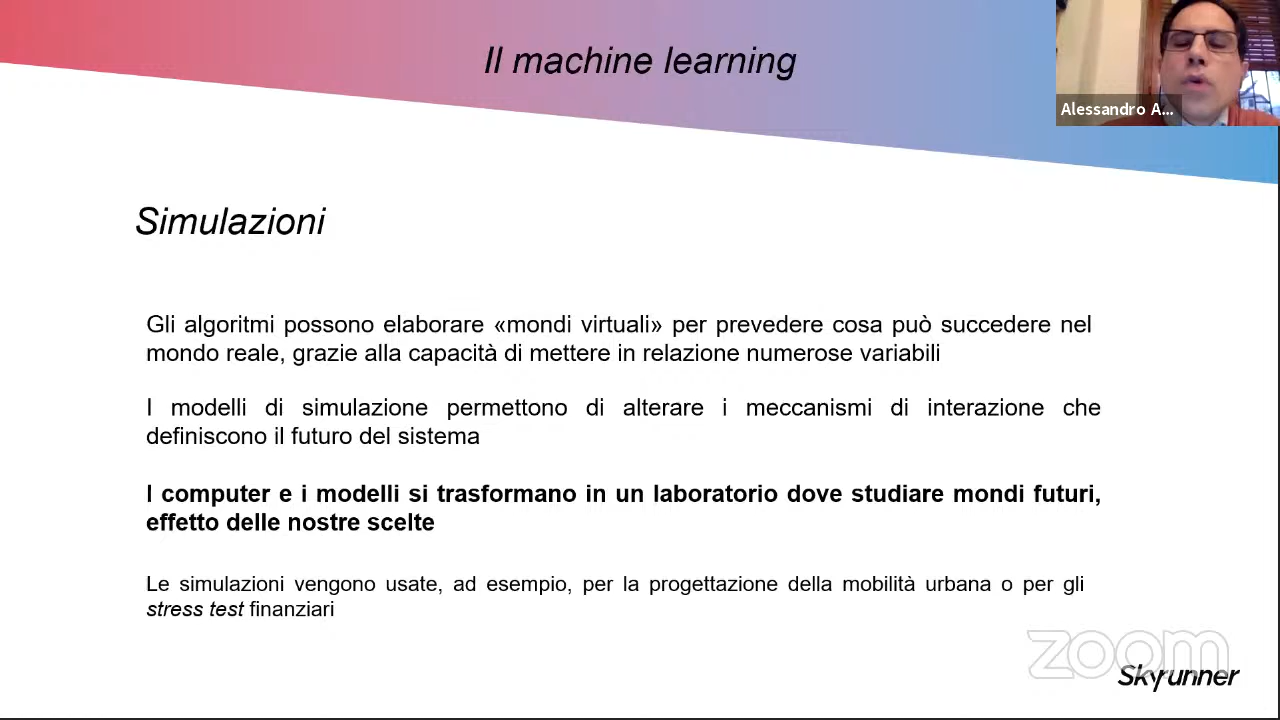 Il machine learning
Alessandro A...
Simulazioni
Gli algoritmi possono elaborare «mondi virtuali» per prevedere cosa può succedere nel
mondo reale, grazie alla capacità di mettere in relazione numerose variabili
I modelli di simulazione permettono di alterare i meccanismi di interazione che
definiscono il futuro del sistema
I computer e i modelli si trasformano in un laboratorio dove studiare mondi futuri,
effetto delle nostre scelte
Le simulazioni vengono usate, ad esempio, per la progettazione della mobilità urbana o per gli
stress test finanziari
zoom
Skyrunner